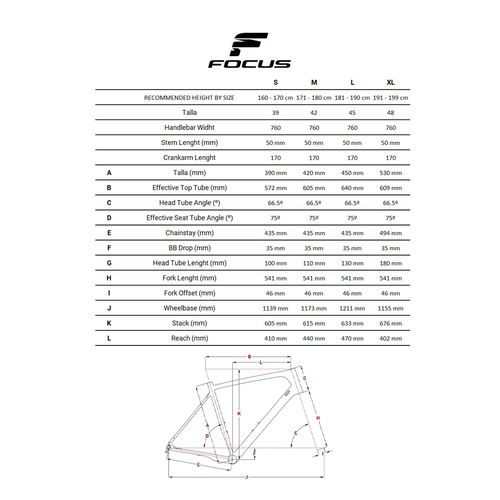 FOCUS
S M L XL
RECOMMENDED HEIGHT BY SIZE 160 - 170 cm 171 - 180 cm 181 - 190 cm 191 - 199 cm
Talla 39 42 45 48
Handlebar Widht 760 760 760 760
Stem Lenght (mm) 50 mm 50 mm 50 mm 50 mm
Crankarm Lenght 170 170 170 170
A Talla (mm) 390 mm 420 mm 450 mm 530 mm
B Effective Top Tube (mm) 572 mm 605 mm 640 mm 609 mm
C Head Tube Angle (º) 66.5º 66.5º 66.5º 66.5º
D Effective Seat Tube Angle (º) 75º 75º 75º 75º
E Chainstay (mm) 435 mm 435 mm 435 mm 494 mm
F BB Drop (mm) 35 mm 35 mm 35 mm 35 mm
G Head Tube Lenght (mm) 100 mm 110 mm 130 mm 180 mm
H Fork Lenght (mm) 541 mm 541 mm 541 mm 541 mm
I Fork Offset (mm) 46 mm 46 mm 46 mm 46 mm
J Wheelbase (mm) 1139 mm 1173 mm 1211 mm 1155 mm
K Stack (mm) 605 mm 615 mm 633 mm 676 mm
L Reach (mm) 410 mm 440 mm 470 mm 402 mm
B
L
K
A
H
D
C
E
F
I
J